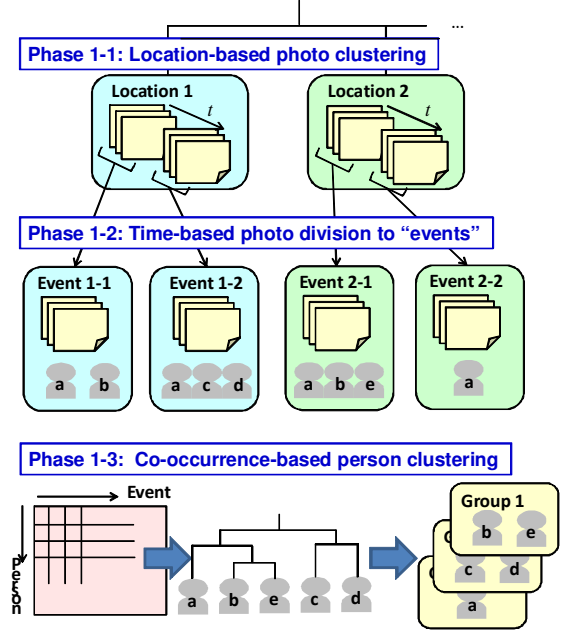 ...
Phase 1-1: Location-based photo clustering
Location 1
t
Location 2
t
Phase 1-2: Time-based photo division to “events”
Event 1-1
a b
Event 1-2
a c d
Event 2-1
a b e
Event 2-2
a
Phase 1-3: Co-occurrence-based person clustering
Event
Person
a b e c d
Group 1
b e
c d
a